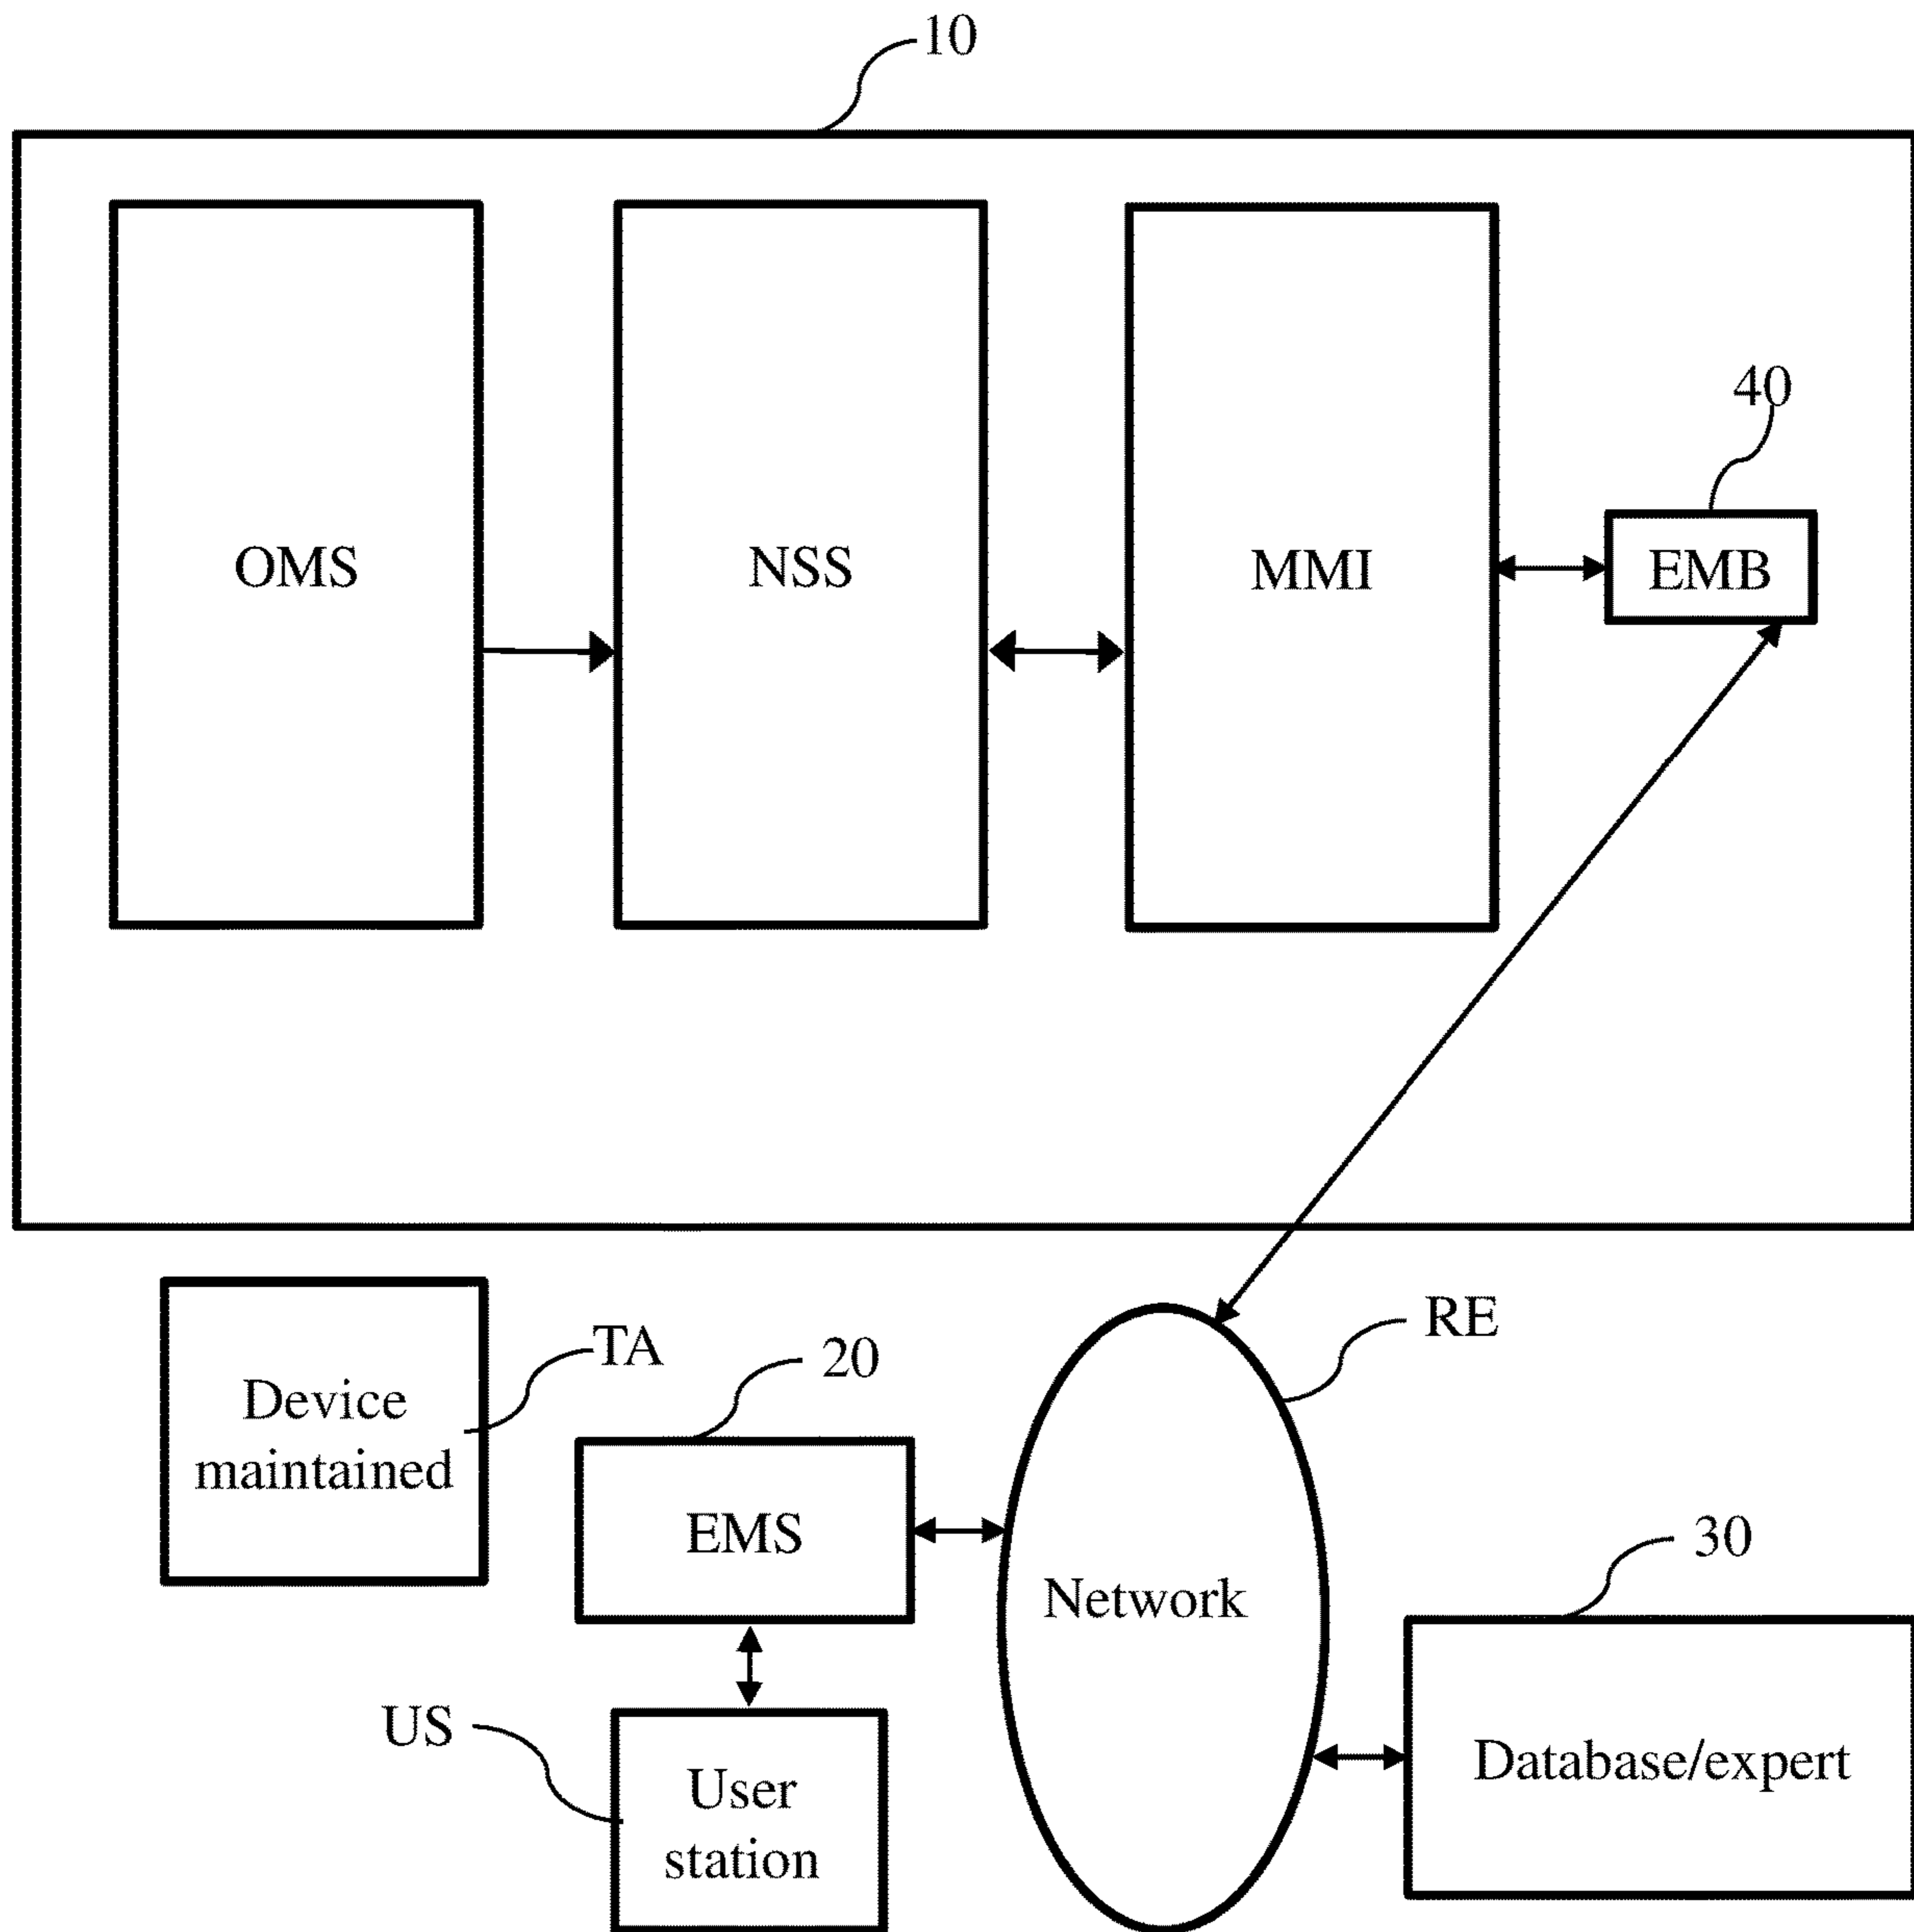 10
40
OMS
NSS
MMI
EMB
RE
TA
20
Device
maintained
EMS
30
Network
US
Database/expert
User
station